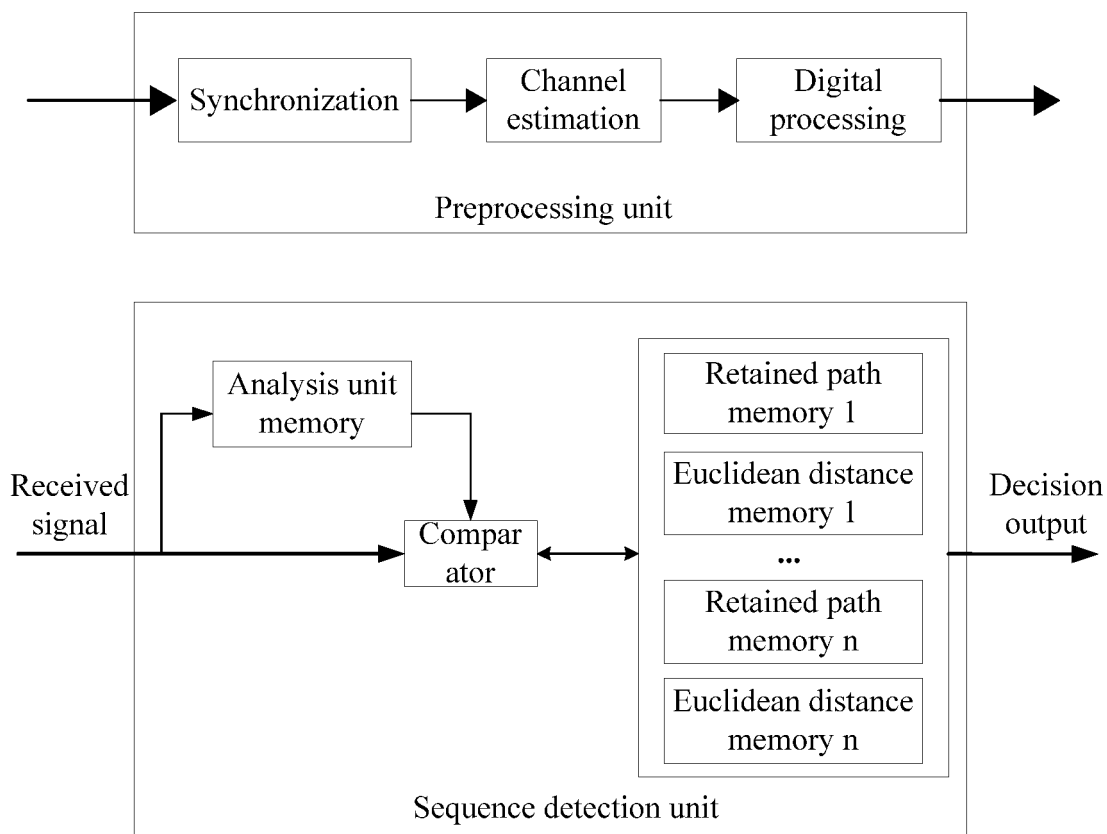 Synchronization
Channel
estimation
Digital
processing
Preprocessing unit
Analysis unit
memory
Received
signal
Compar
ator
Retained path
memory 1
Euclidean distance
memory 1
...
Retained path
memory n
Euclidean distance
memory n
Decision
output
Sequence detection unit